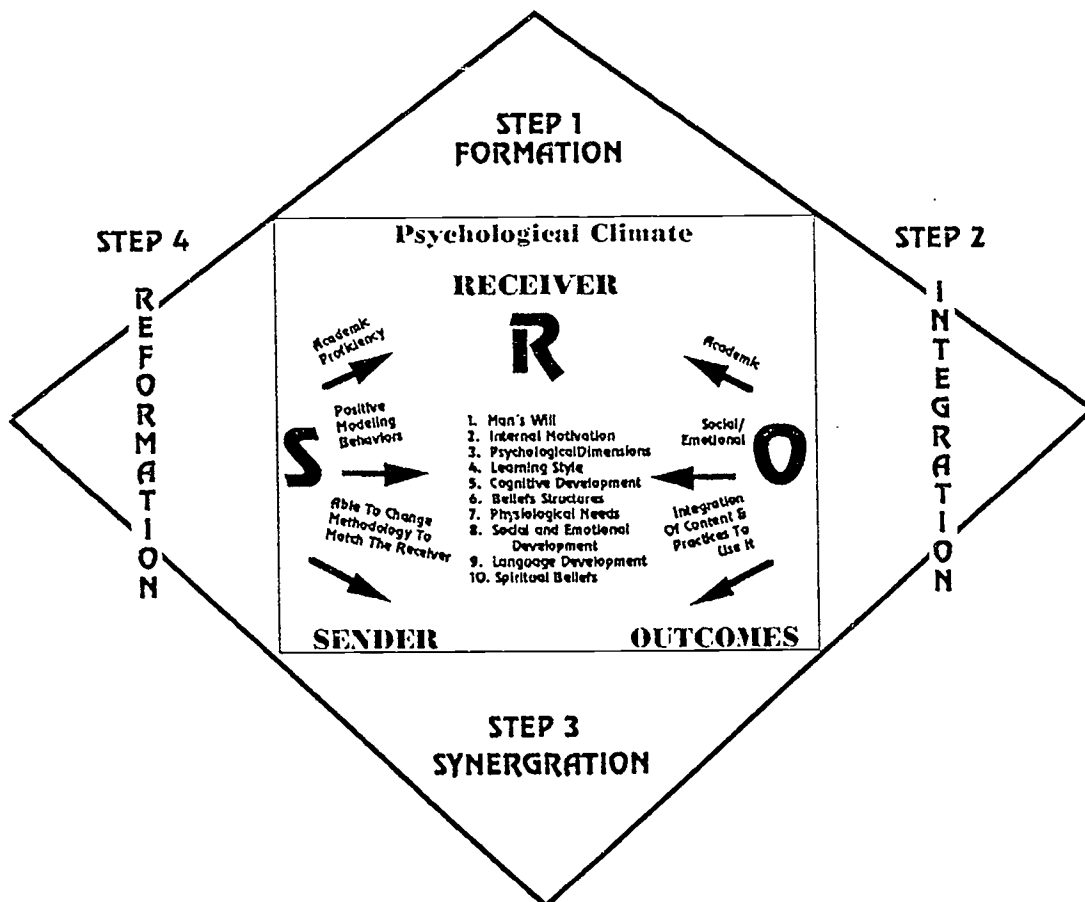 STEP 1
FORMATION
STEP 4
REFORMATION
STEP 2
INTEGRATION
Psychological Climate
RECEIVER
R
Academic
Proficiency
Positive
Modeling
Behaviors
S
Able To Change
Methodology To
Match The Receiver
SENDER
1. Man's Will
2. Internal Motivation
3. PsychologicalDimensions
4. Learning Style
5. Cognitive Development
6. Beliefs Structures
7. Physiological Needs
8. Social and Emotional
Development
9. Language Development
10. Spiritual Beliefs
Academic
Social/
Emotional
O
Integration
Of Content &
Practices To
Use It
OUTCOMES
STEP 3
SYNERGRATION